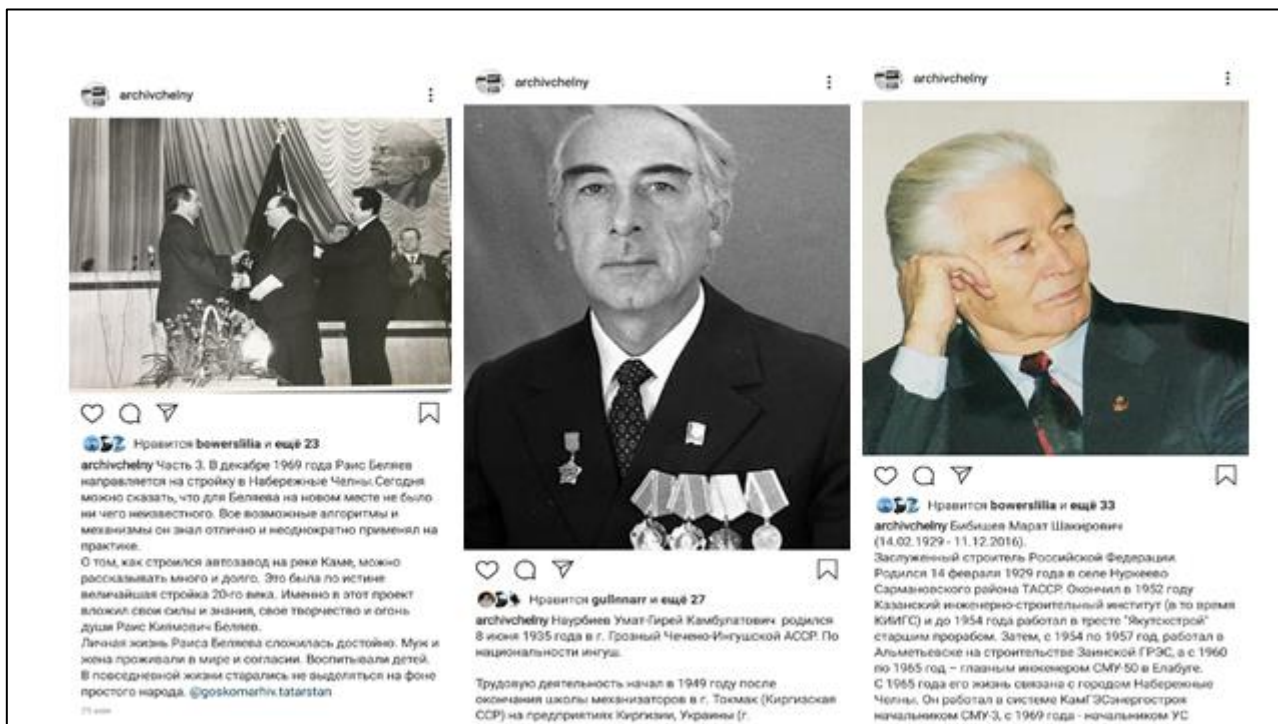 archivchelny
Нравится bowerslilia и ещё 23
archivchelny Часть 3. В декабре 1969 года Раис Беляев
направляется на стройку в Набережные Челны.Сегодня
можно сказать, что для Беляева на новом месте не было
ни чего неизвестного. Все возможные алгоритмы и
механизмы он знал отлично и неоднократно применял на
практике.
О том, как строился автозавод на реке Каме, можно
рассказывать много и долго. Это была по истине
величайшая стройка 20-го века. Именно в этот проект
вложил свои силы и знания, свое творчество и огонь
души Раис Киямович Беляев.
Личная жизнь Раиса Беляева сложилась достойно. Муж и
жена проживали в мире и согласии. Воспитывали детей.
В повседневной жизни старались не выделяться на фоне
простого народа. @goskomarhiv.tatarstan
archivchelny
Нравится gullnnarr и ещё 27
archivchelny Наурбиев Умат-Гирей Камбулатович родился
8 июня 1935 года в г. Грозный Чечено-Ингушской АССР. По
национальности ингуш.
Трудовую деятельность начал в 1949 году после
окончания школы механизаторов в г. Токмак (Киргизская
ССР) на предприятиях Киргизии, Украины (г.
archivchelny
Нравится bowerslilia и ещё 33
archivchelny Бибишев Марат Шакирович
(14.02.1929 - 11.12.2016).
Заслуженный строитель Российской Федерации.
Родился 14 февраля 1929 года в селе Нуркеево
Сармановского района ТАССР. Окончил в 1952 году
Казанский инженерно-строительный институт (в то время
КИИГС) и до 1954 года работал в тресте "Якутскстрой"
старшим прорабом. Затем, с 1954 по 1957 год, работал в
Альметьевске на строительстве Заинской ГРЭС, а с 1960
по 1965 год – главным инженером СМУ-50 в Елабуге.
С 1965 года его жизнь связана с городом Набережные
Челны. Он работал в системе КамГЭСэнергостроя
начальником СМУ-3, с 1969 года - начальником УС